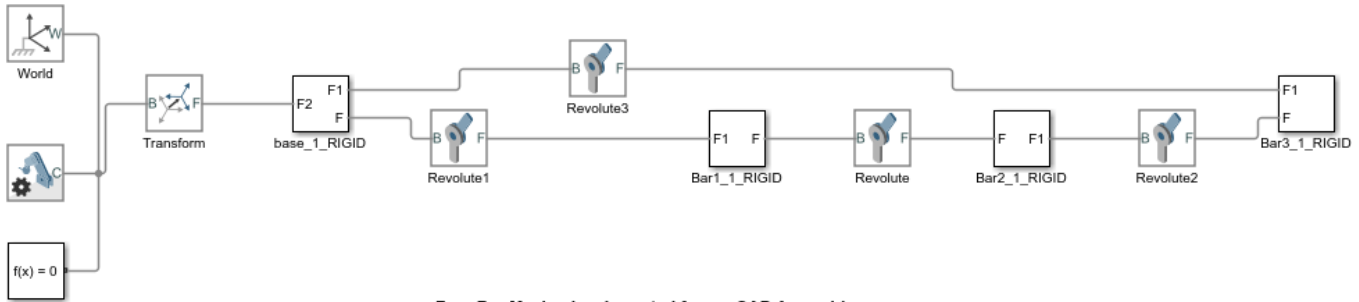 W
World
B F
Transform
F2 F1 F
base_1_RIGID
B F
Revolute3
B F
Revolute1
F1 F
Bar1_1_RIGID
B F
Revolute
F F1
Bar2_1_RIGID
B F
Revolute2
F1
F
Bar3_1_RIGID
C
f(x) = 0